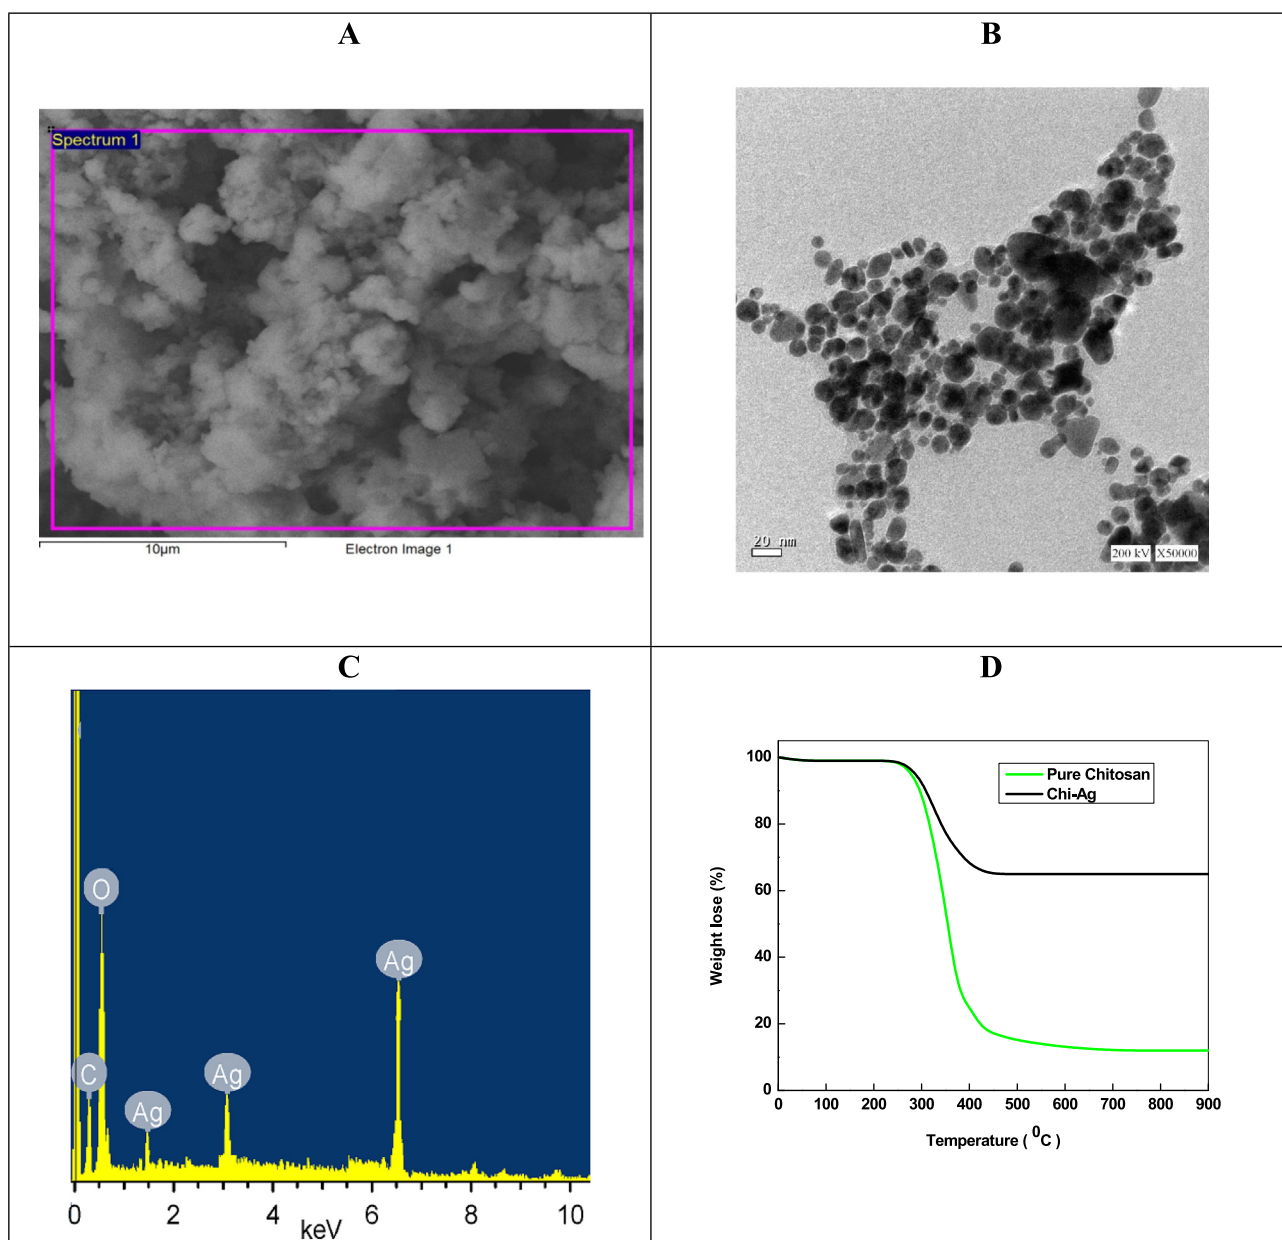 A
B
Spectrum 1
10µm
Electron Image 1
20 nm
200 kV X50000
C
D
O
C
Ag
Ag
Ag
0 2 4 6 8 10
keV
100
80
60
40
20
0
Pure Chitosan
Chi-Ag
Weight lose (%)
0 100 200 300 400 500 600 700 800 900
Temperature ( ⁰C )